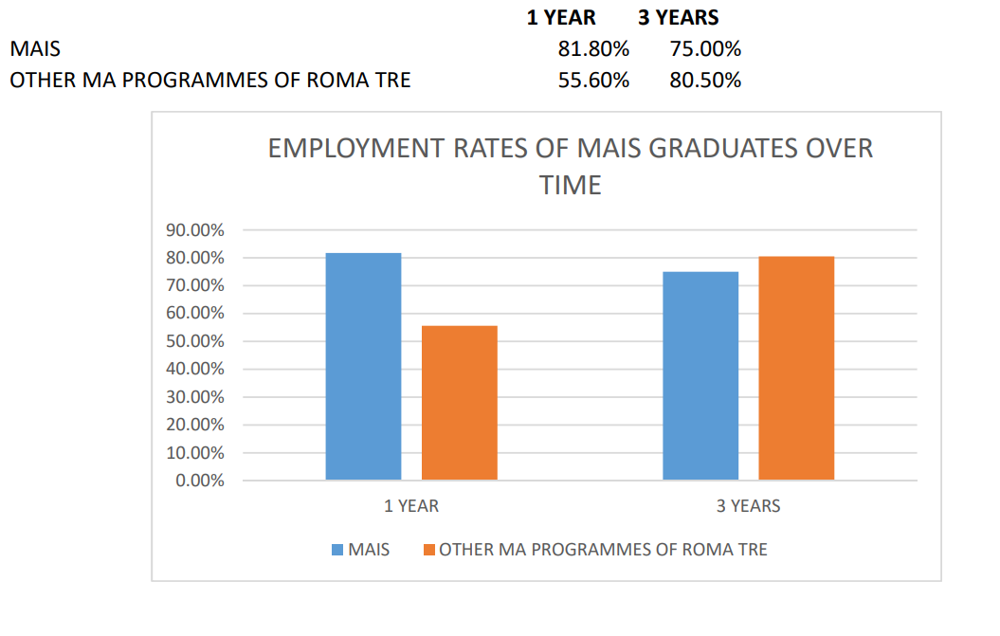 1 YEAR 3 YEARS
MAIS 81.80% 75.00%
OTHER MA PROGRAMMES OF ROMA TRE 55.60% 80.50%
EMPLOYMENT RATES OF MAIS GRADUATES OVER
TIME
90.00%
80.00%
70.00%
60.00%
50.00%
40.00%
30.00%
20.00%
10.00%
0.00%
1 YEAR 3 YEARS
MAIS OTHER MA PROGRAMMES OF ROMA TRE